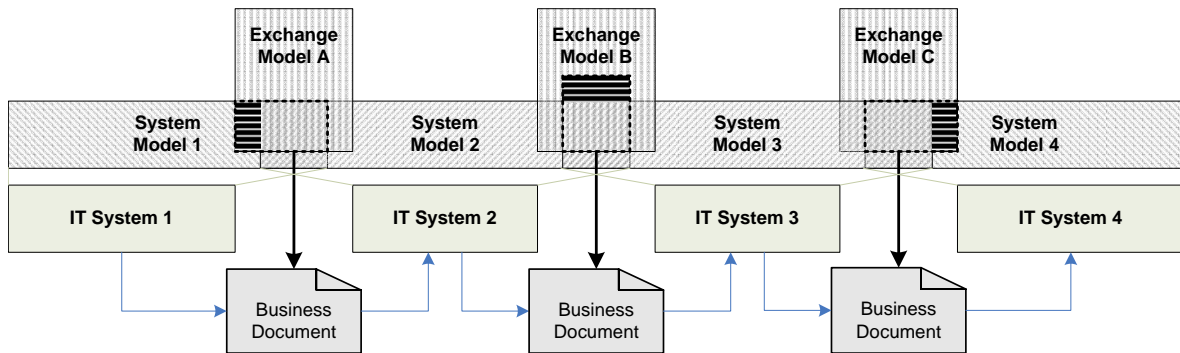 Exchange
Model A
Exchange
Model B
Exchange
Model C
System
Model 1
System
Model 2
System
Model 3
System
Model 4
IT System 1
IT System 2
IT System 3
IT System 4
Business
Document
Business
Document
Business
Document